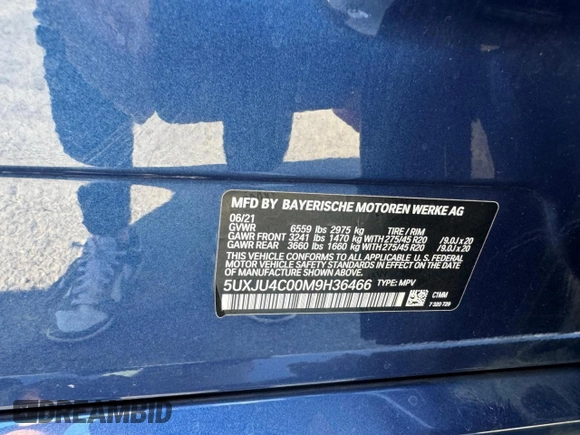 MFD BY BAYERISCHE MOTOREN WERKE AG
06/21
GVWR 6559 lbs 2975 kg TIRE / RIM
GAWR FRONT 3241 lbs 1470 kg WITH 275/45 R20 /9.0J x 20
GAWR REAR 3660 lbs 1660 kg WITH 275/45 R20 /9.0J x 20
THIS VEHICLE CONFORMS TO ALL APPLICABLE U.S. FEDERAL
MOTOR VEHICLE SAFETY STANDARDS IN EFFECT
ON THE DATE OF MANUFACTURE SHOWN ABOVE.
5UXJU4C00M9H36466 TYPE: MPV
C1MM
7 320 729
DREAMBID